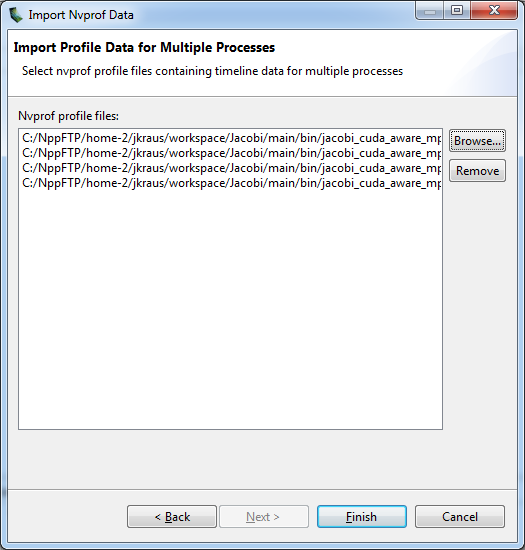 Import Nvprof Data
Import Profile Data for Multiple Processes
Select nvprof profile files containing timeline data for multiple processes
Nvprof profile files:
C:/NppFTP/home-2/jkraus/workspace/Jacobi/main/bin/jacobi_cuda_aware_mp
C:/NppFTP/home-2/jkraus/workspace/Jacobi/main/bin/jacobi_cuda_aware_mp
C:/NppFTP/home-2/jkraus/workspace/Jacobi/main/bin/jacobi_cuda_aware_mp
C:/NppFTP/home-2/jkraus/workspace/Jacobi/main/bin/jacobi_cuda_aware_mp
Browse...
Remove
< Back
Next >
Finish
Cancel